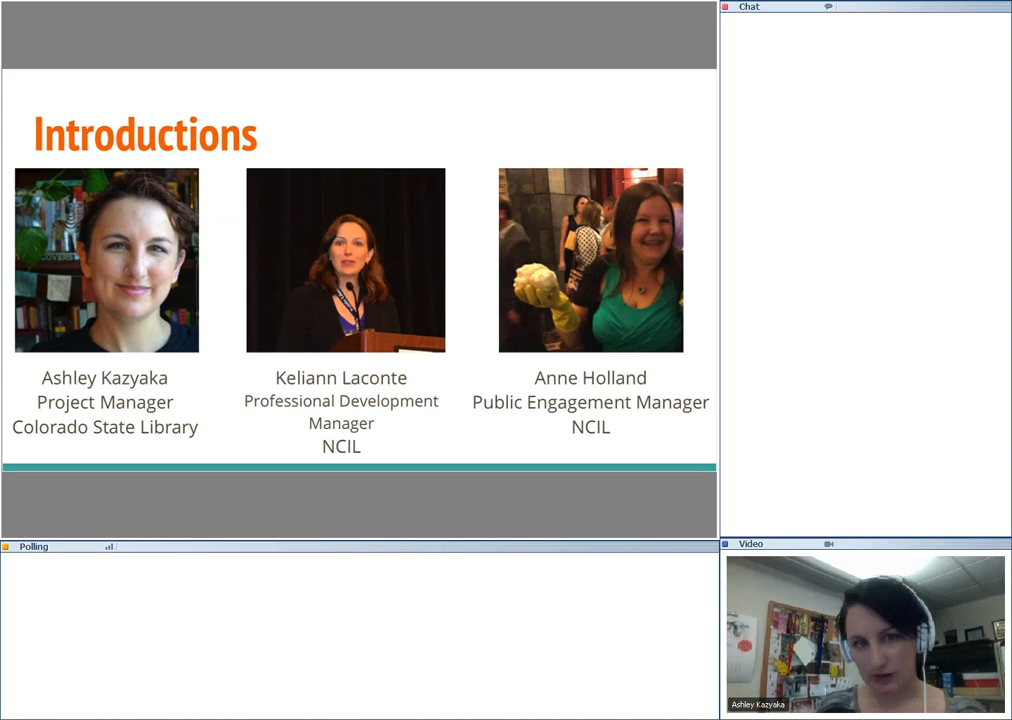 Chat
Introductions
Ashley Kazyaka
Project Manager
Colorado State Library
Keliann Laconte
Professional Development
Manager
NCIL
Anne Holland
Public Engagement Manager
NCIL
Polling
Video
Ashley Kazyaka